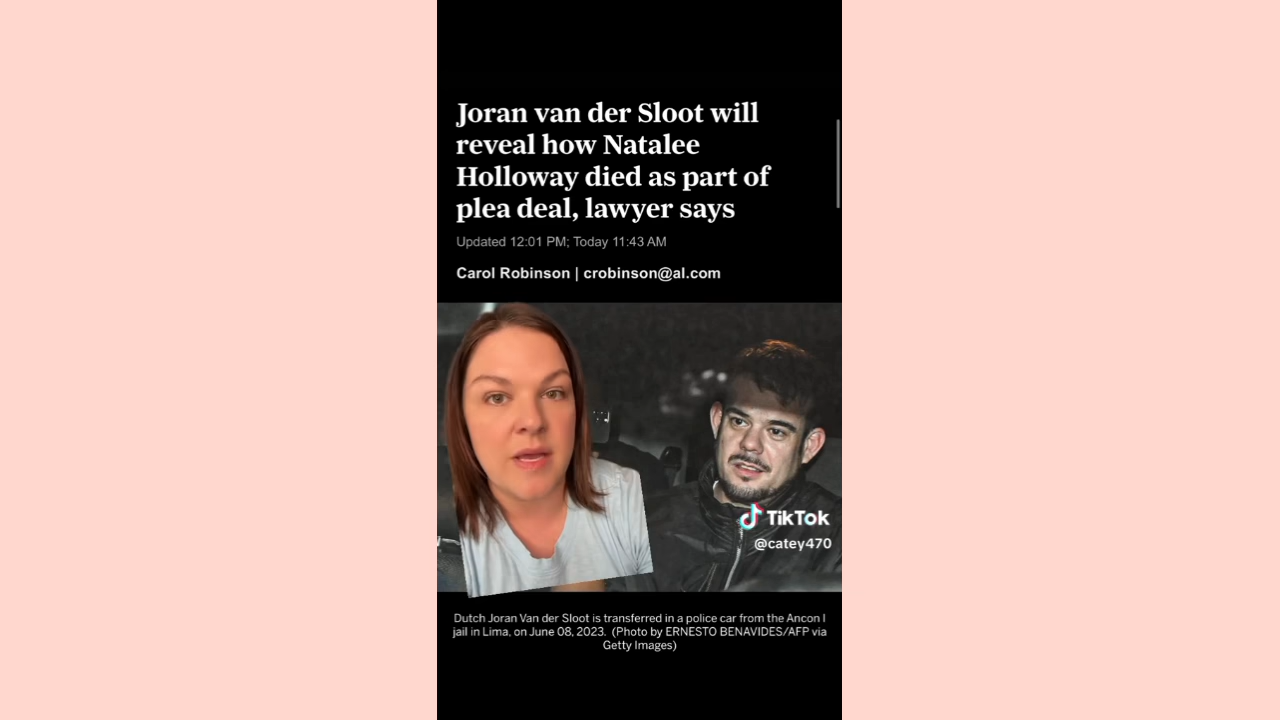 Joran van der Sloot will
reveal how Natalee
Holloway died as part of
plea deal, lawyer says
Updated 12:01 PM; Today 11:43 AM
Carol Robinson | crobinson@al.com
TikTok
@catey470
Dutch Joran Van der Sloot is transferred in a police car from the Ancon I
jail in Lima, on June 08, 2023. (Photo by ERNESTO BENAVIDES/AFP via
Getty Images)